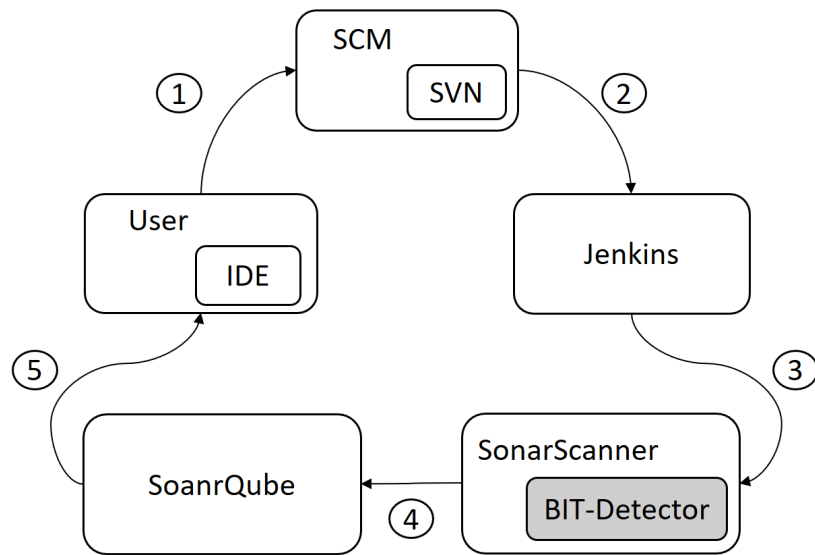 SCM
SVN
1
2
User
IDE
Jenkins
5
3
SoanrQube
SonarScanner
BIT-Detector
4